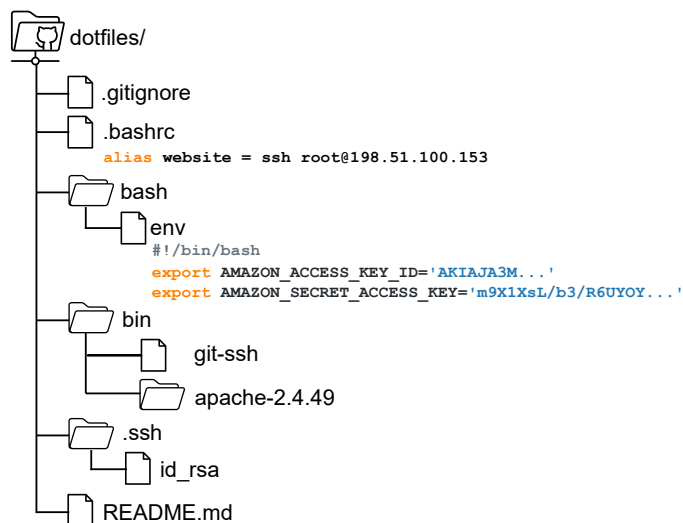 dotfiles/
.gitignore
.bashrc
alias website = ssh root@198.51.100.153
bash
env
#!/bin/bash
export AMAZON_ACCESS_KEY_ID='AKIAJA3M...'
export AMAZON_SECRET_ACCESS_KEY='m9X1XsL/b3/R6UYOY...'
bin
git-ssh
apache-2.4.49
.ssh
id_rsa
README.md